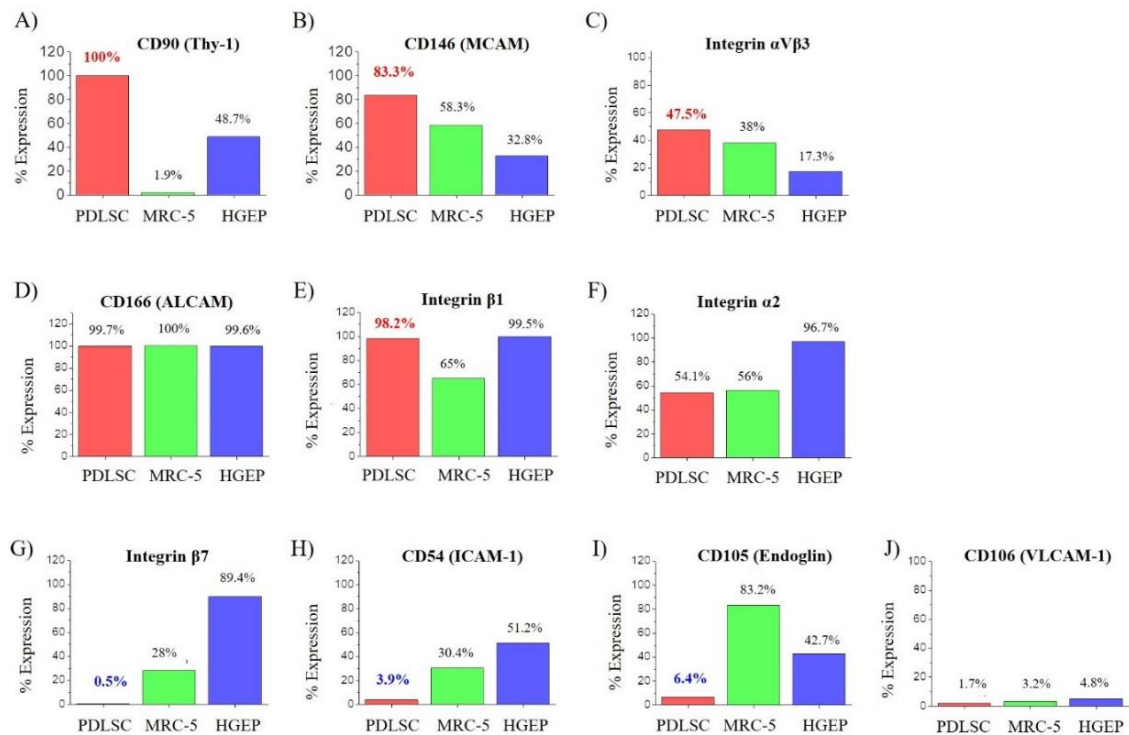 A)
CD90 (Thy-1)
% Expression
120
100
80
60
40
20
0
100%
1.9%
48.7%
PDLSC MRC-5 HGEP
B)
CD146 (MCAM)
% Expression
120
100
80
60
40
20
0
83.3%
58.3%
32.8%
PDLSC MRC-5 HGEP
C)
Integrin αVβ3
% Expression
120
100
80
60
40
20
47.5%
38%
17.3%
PDLSC MRC-5 HGEP
D)
CD166 (ALCAM)
% Expression
120
100
80
60
40
20
0
99.7% 100% 99.6%
PDLSC MRC-5 HGEP
E)
Integrin β1
% Expression
120
100
80
60
40
20
0
98.2%
65%
99.5%
PDLSC MRC-5 HGEP
F)
Integrin α2
% Expression
120
100
80
60
40
20
0
54.1%
56%
96.7%
PDLSC MRC-5 HGEP
G)
Integrin β7
% Expression
120
100
80
60
40
20
0
0.5%
28%
89.4%
PDLSC MRC-5 HGEP
H)
CD54 (ICAM-1)
% Expression
120
100
80
60
40
20
0
3.9%
30.4%
51.2%
PDLSC MRC-5 HGEP
I)
CD105 (Endoglin)
% Expression
120
100
80
60
40
20
0
6.4%
83.2%
42.7%
PDLSC MRC-5 HGEP
J)
CD106 (VLCAM-1)
% Expression
100
80
60
40
20
0
1.7%
3.2%
4.8%
PDLSC MRC-5 HGEP